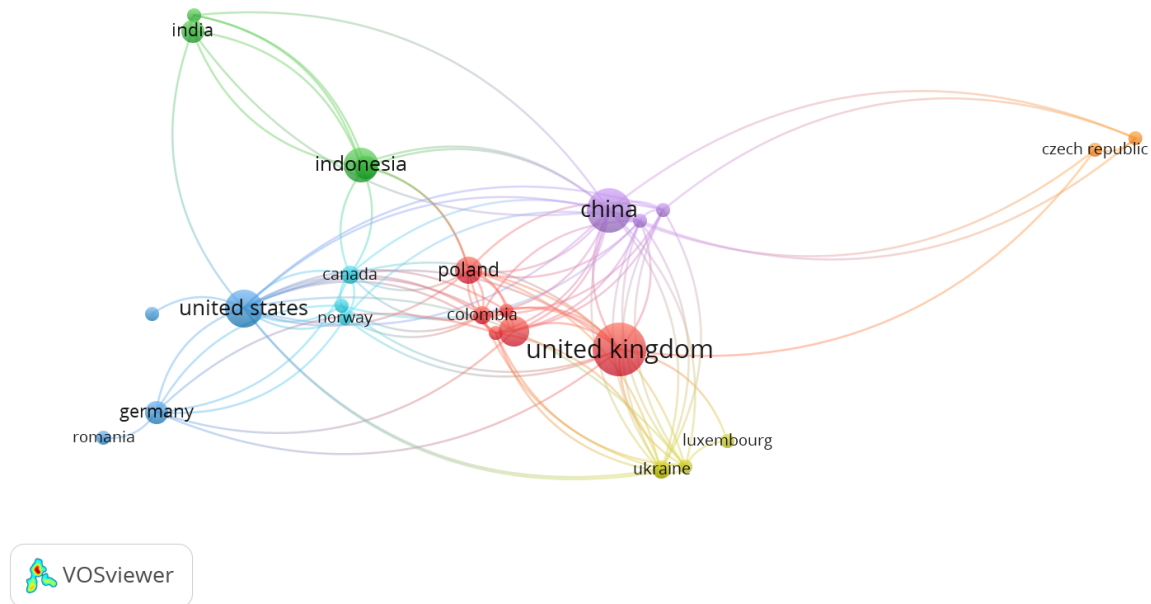 india
czech republic
indonesia
china
poland
canada
united states
colombia
norway
united kingdom
germany
romania
luxembourg
ukraine
VOSviewer